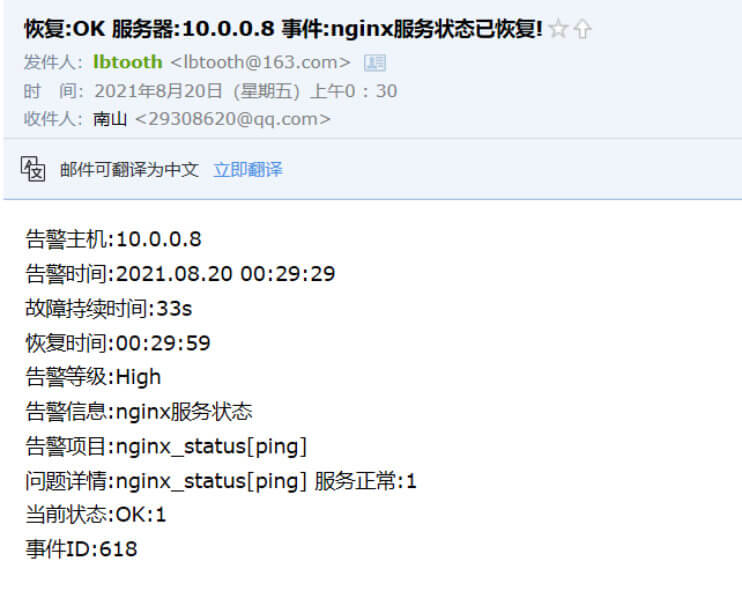 恢复:OK 服务器:10.0.0.8 事件:nginx服务状态已恢复!
发件人：lbtooth <lbtooth@163.com>
时 间：2021年8月20日（星期五）上午0：30
收件人：南山 <29308620@qq.com>
邮件可翻译为中文 立即翻译
告警主机:10.0.0.8
告警时间:2021.08.20 00:29:29
故障持续时间:33s
恢复时间:00:29:59
告警等级:High
告警信息:nginx服务状态
告警项目:nginx_status[ping]
问题详情:nginx_status[ping] 服务正常:1
当前状态:OK:1
事件ID:618